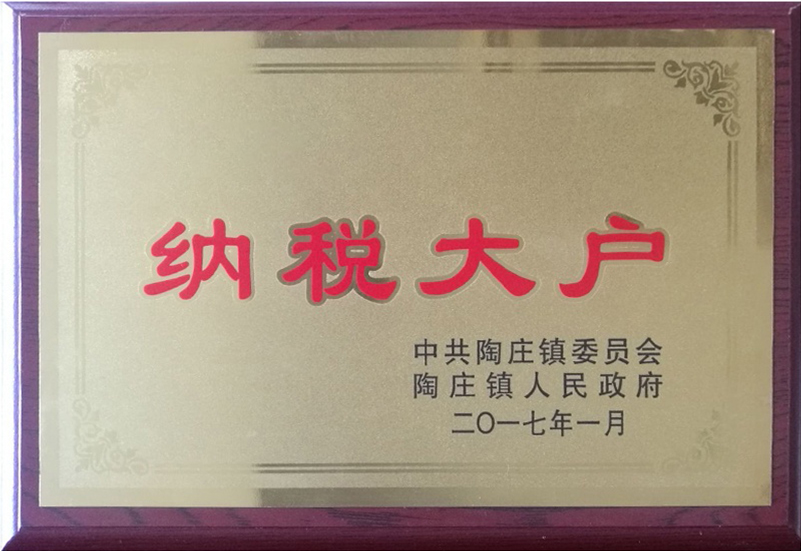 纳税大户
中共陶庄镇委员会
陶庄镇人民政府
二〇一七年一月